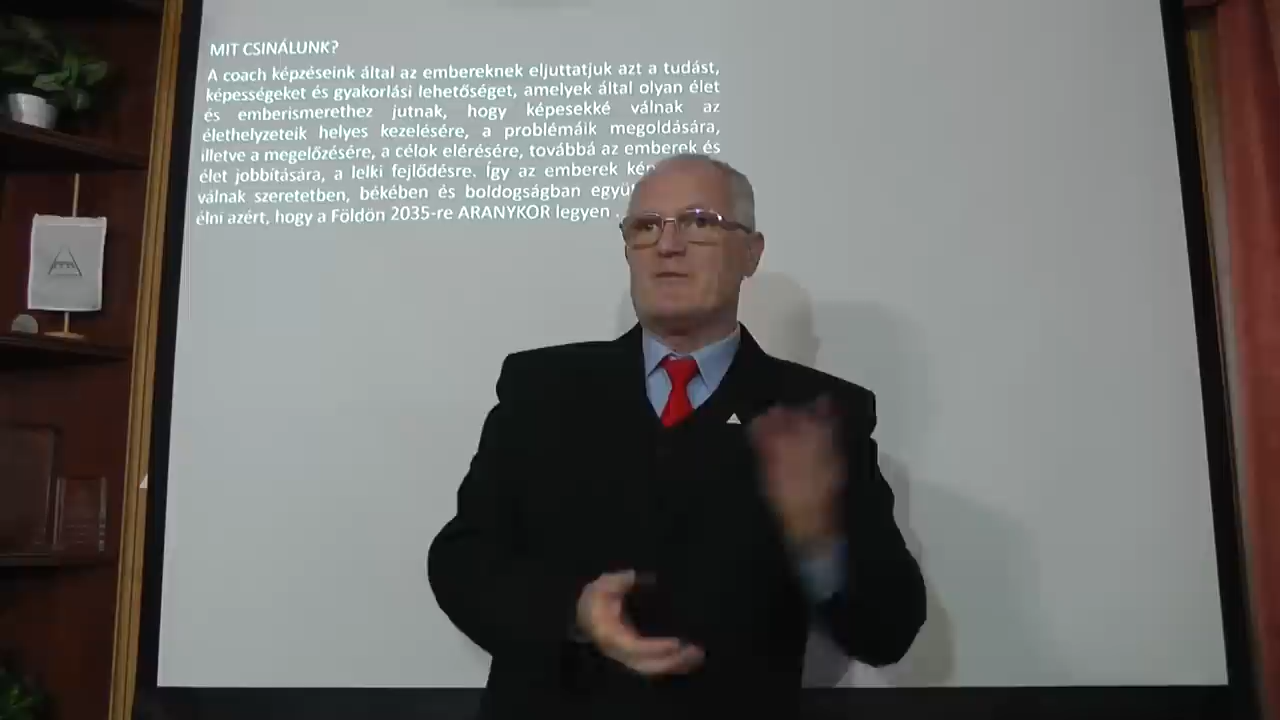 MIT CSINÁLUNK?
A coach képzéseink által az embereknek eljuttatjuk azt a tudást,
képességeket és gyakorlási lehetőséget, amelyek által olyan élet
és emberismerethez jutnak, hogy képesekké válnak az
élethelyzeteik helyes kezelésére, a problémáik megoldására,
illetve a megelőzésére, a célok elérésére, továbbá az emberek és
élet jobbítására, a lelki fejlődésre. Így az emberek
válnak szeretetben, békében és boldogságban
élni azért, hogy a Földön 2035-re ARANYKOR legyen .